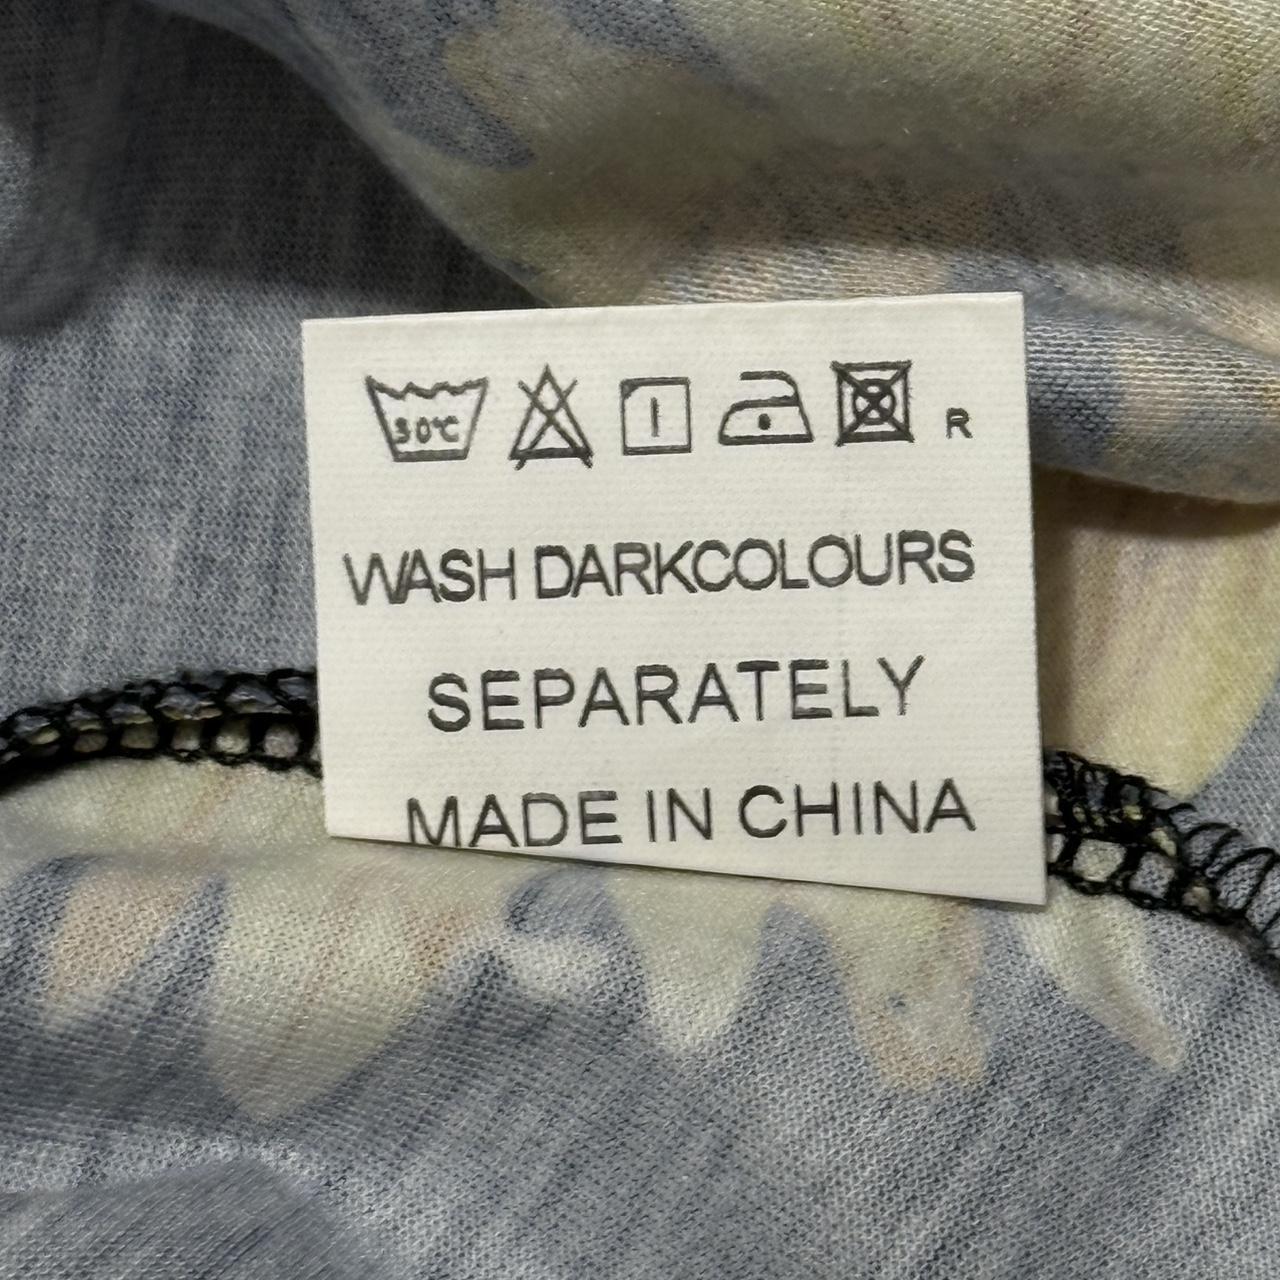 30℃ R
WASH DARKCOLOURS
SEPARATELY
MADE IN CHINA